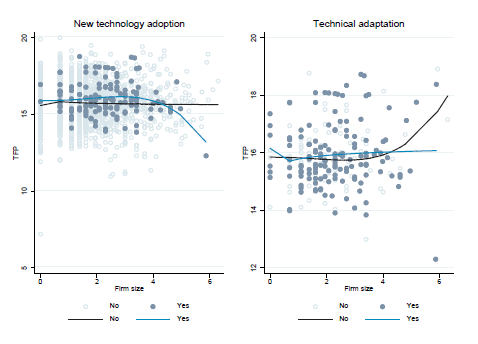 New technology adoption
20
15
10
5
TFP
0
2
4
6
Firm size
No
Yes
No
Yes
Technical adaptation
20
18
16
14
12
TFP
0
2
4
6
Firm size
No
Yes
No
Yes